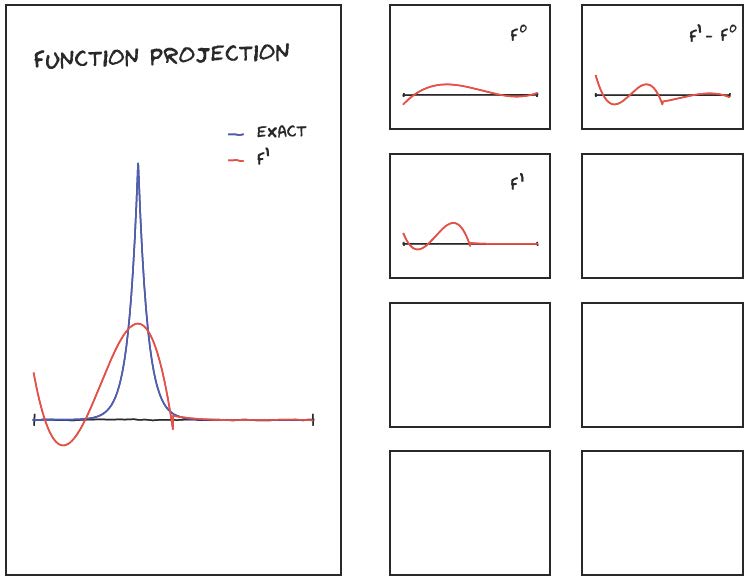 FUNCTION PROJECTION
EXACT
F¹
F⁰
F¹ - F⁰
F¹